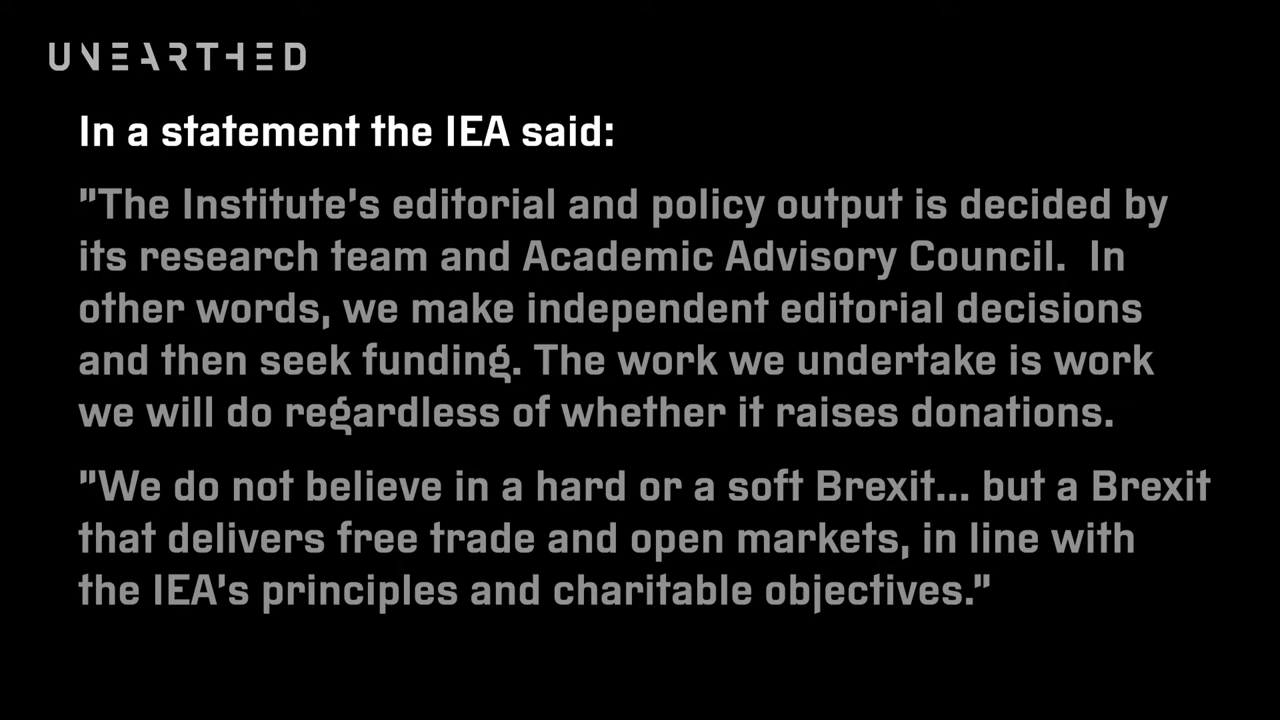 UNEARTHED
In a statement the IEA said:
"The Institute's editorial and policy output is decided by
its research team and Academic Advisory Council.  In
other words, we make independent editorial decisions
and then seek funding. The work we undertake is work
we will do regardless of whether it raises donations.
"We do not believe in a hard or a soft Brexit... but a Brexit
that delivers free trade and open markets, in line with
the IEA's principles and charitable objectives."